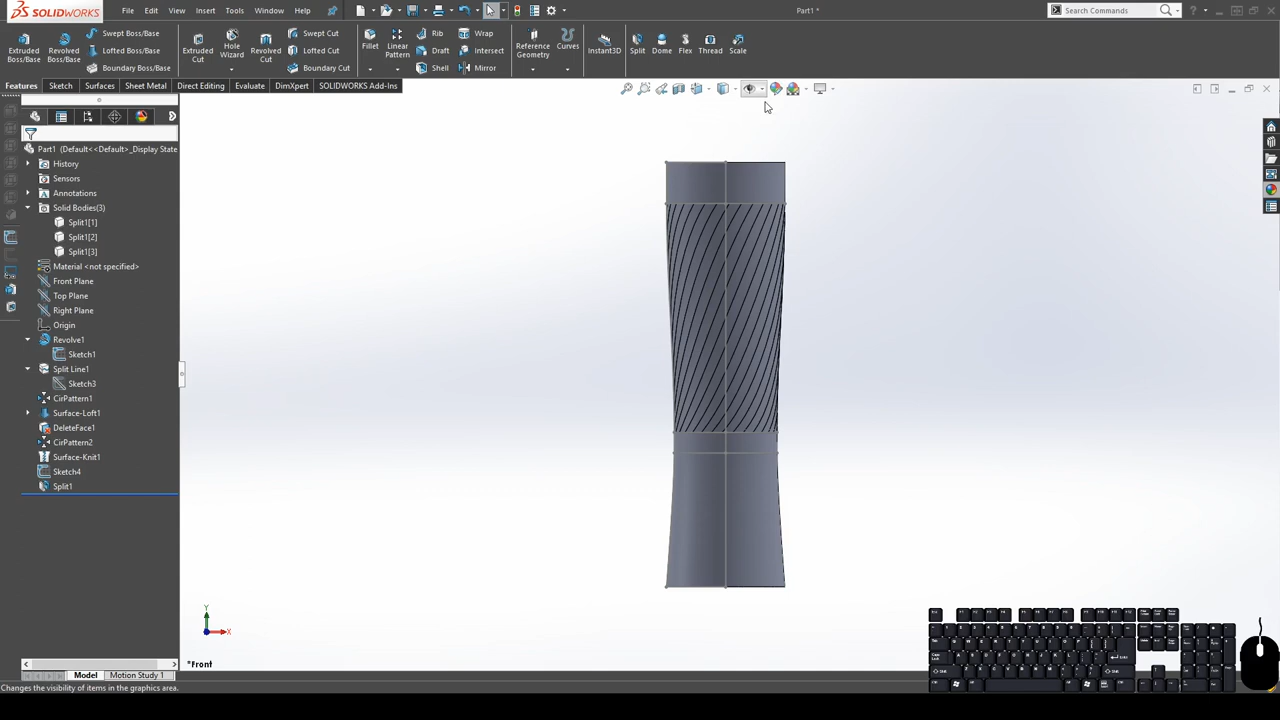 SOLIDWORKS
File Edit View Insert Tools Window Help
Part1 *
Search Commands
Extruded Boss/Base
Revolved Boss/Base
Swept Boss/Base
Lofted Boss/Base
Boundary Boss/Base
Extruded Cut
Hole Wizard
Revolved Cut
Swept Cut
Lofted Cut
Boundary Cut
Fillet
Linear Pattern
Rib
Draft
Shell
Wrap
Intersect
Mirror
Reference Geometry
Curves
Instant3D
Split
Dome
Flex
Thread
Scale
Features Sketch Surfaces Sheet Metal Direct Editing Evaluate DimXpert SOLIDWORKS Add-Ins
Part1 (Default<<Default>_Display State
History
Sensors
Annotations
Solid Bodies(3)
Split1[1]
Split1[2]
Split1[3]
Material <not specified>
Front Plane
Top Plane
Right Plane
Origin
Revolve1
Sketch1
Split Line1
Sketch3
CirPattern1
Surface-Loft1
DeleteFace1
CirPattern2
Surface-Knit1
Sketch4
Split1
Y
X
*Front
Model Motion Study 1
Changes the visibility of items in the graphics area.